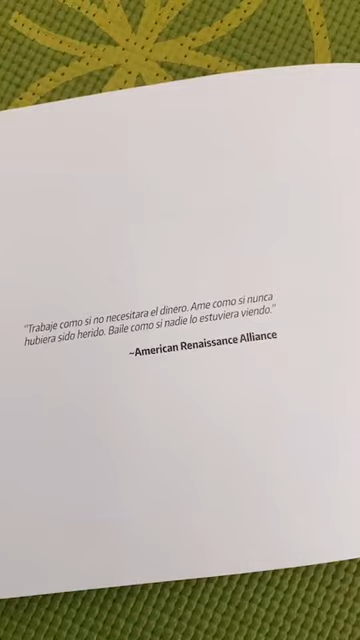 "Trabaje como si no necesitara el dinero. Ame como si nunca
hubiera sido herido. Baile como si nadie lo estuviera viendo."
~American Renaissance Alliance